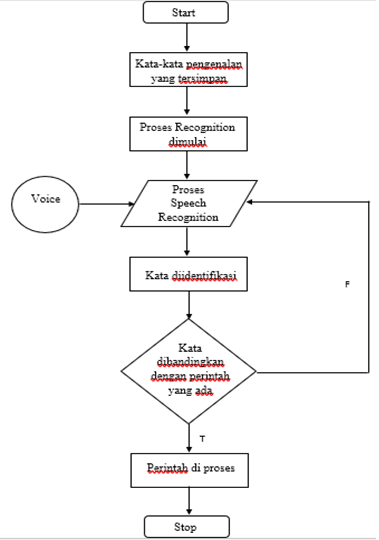 Start
Kata-kata pengenalan
yang tersimpan
Proses Recognition
dimulai
Voice
Proses
Speech
Recognition
Kata diidentifikasi
F
Kata
dibandingkan
dengan perintah
yang ada
T
Perintah di proses
Stop